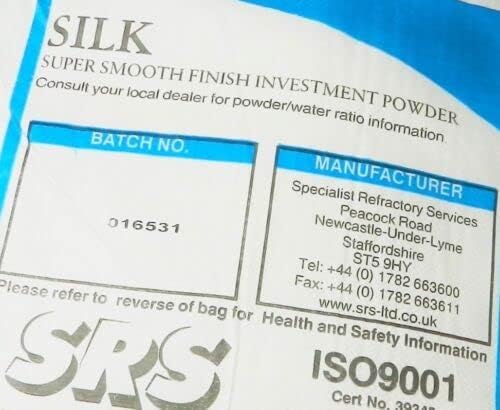 SILK
SUPER SMOOTH FINISH INVESTMENT POWDER
Consult your local dealer for powder/water ratio information
BATCH NO.
016531
MANUFACTURER
Specialist Refractory Services
Peacock Road
Newcastle-Under-Lyme
Staffordshire
ST5 9HY
Tel: +44 (0) 1782 663600
Fax: +44 (0) 1782 663611
www.srs-ltd.co.uk
Please refer to reverse of bag for Health and Safety Information
SRS
ISO9001
Cert No.